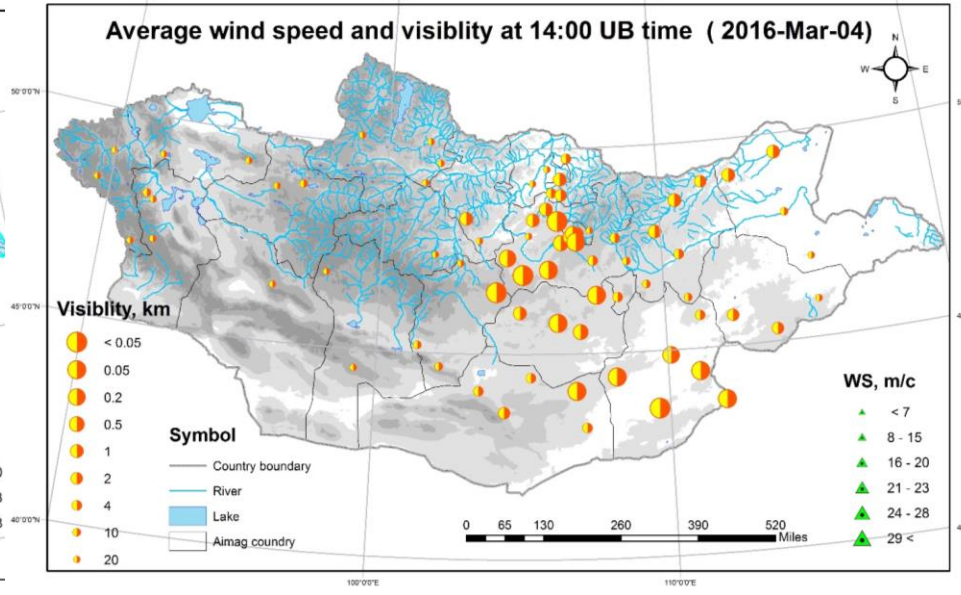 Average wind speed and visiblity at 14:00 UB time ( 2016-Mar-04)
N
W E
S
50°0'0"N
45°0'0"N
40°0'0"N
Visiblity, km
< 0.05
0.05
0.2
0.5
1
2
4
10
20
Symbol
Country boundary
River
Lake
Aimag coundry
0 65 130 260 390 520
Miles
WS, m/c
< 7
8 - 15
16 - 20
21 - 23
24 - 28
29 <
100°0'0"E
110°0'0"E